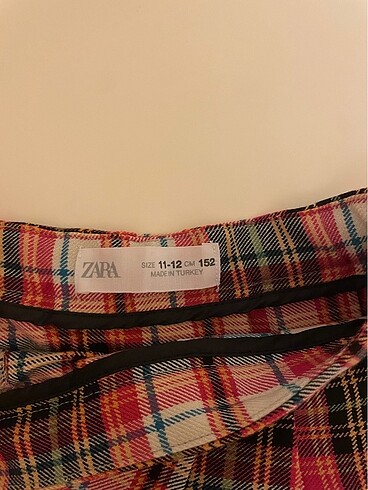 ZARA
SIZE 11-12 CM 152
MADE IN TURKEY